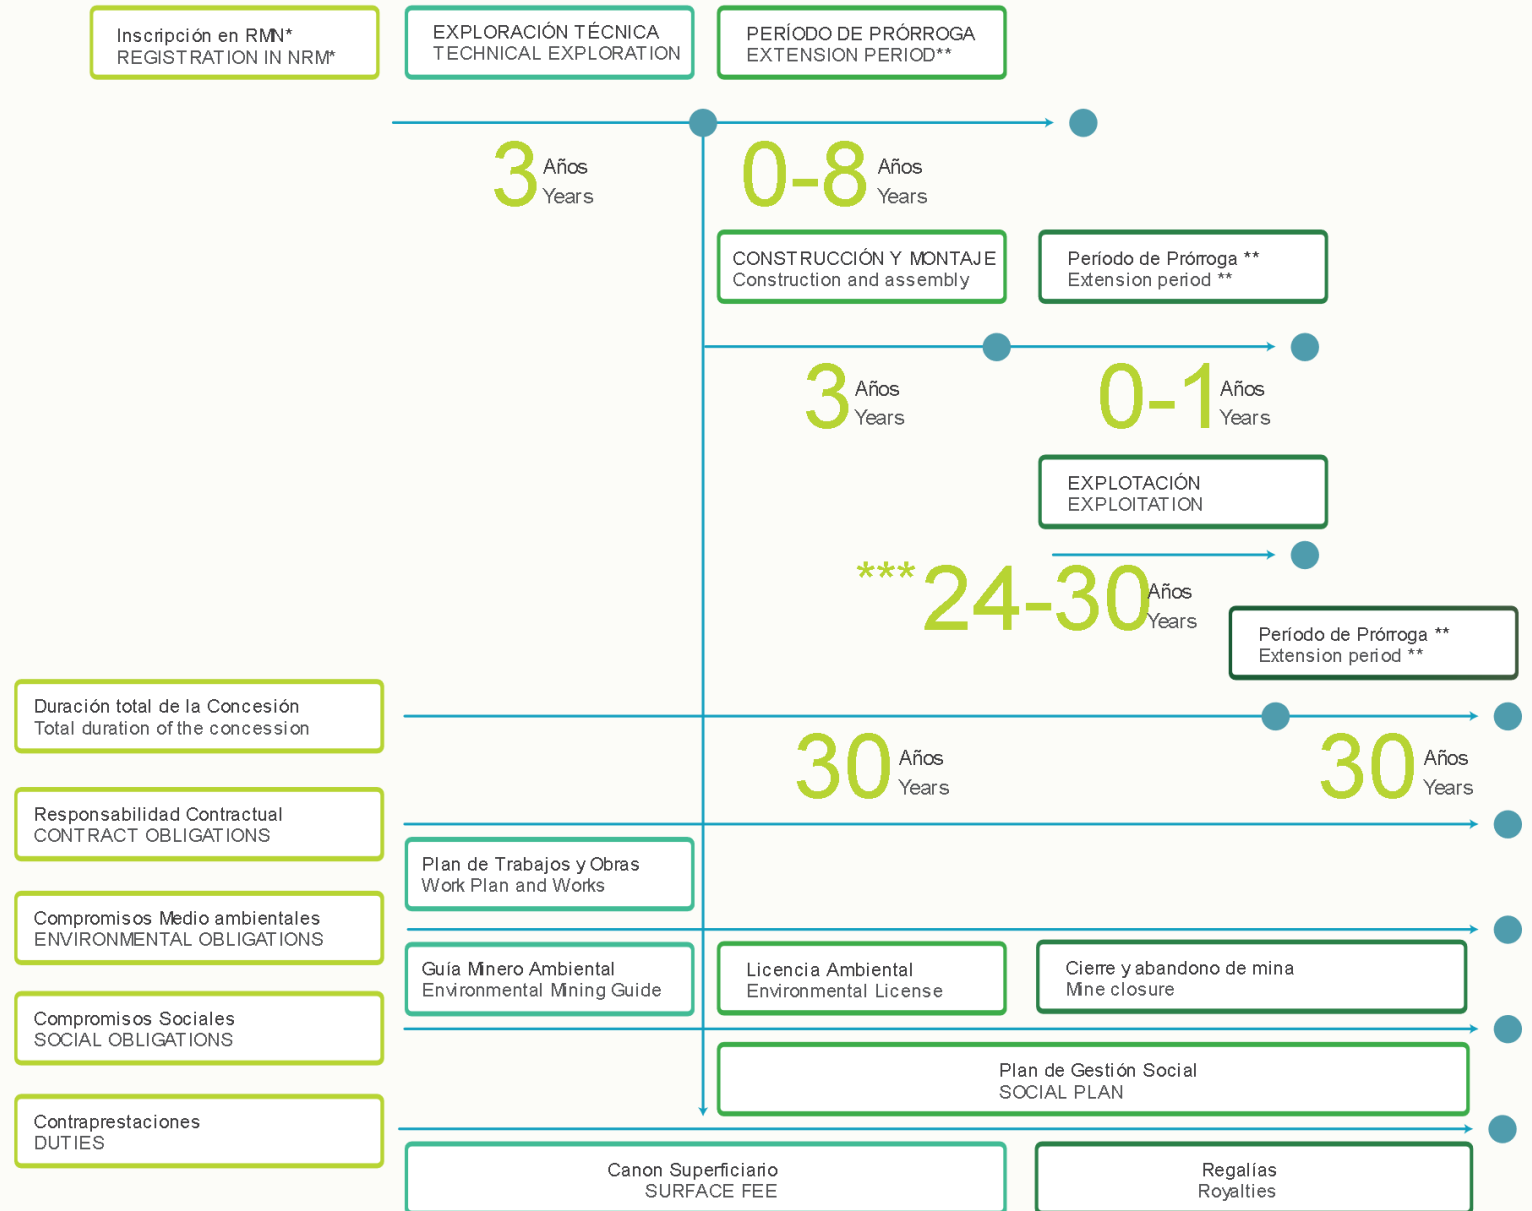 Inscripción en RMN*
REGISTRATION IN NRM*
EXPLORACIÓN TÉCNICA
TECHNICAL EXPLORATION
PERÍODO DE PRÓRROGA
EXTENSION PERIOD**
3 Años
Years
0-8 Años
Years
CONSTRUCCIÓN Y MONTAJE
Construction and assembly
Período de Prórroga **
Extension period **
3 Años
Years
0-1 Años
Years
EXPLOTACIÓN
EXPLOITATION
***24-30 Años
Years
Período de Prórroga **
Extension period **
Duración total de la Concesión
Total duration of the concession
30 Años
Years
30 Años
Years
Responsabilidad Contractual
CONTRACT OBLIGATIONS
Plan de Trabajos y Obras
Work Plan and Works
Compromisos Medio ambientales
ENVIRONMENTAL OBLIGATIONS
Guía Minero Ambiental
Environmental Mining Guide
Licencia Ambiental
Environmental License
Cierre y abandono de mina
Mine closure
Compromisos Sociales
SOCIAL OBLIGATIONS
Plan de Gestión Social
SOCIAL PLAN
Contraprestaciones
DUTIES
Canon Superficiario
SURFACE FEE
Regalías
Royalties